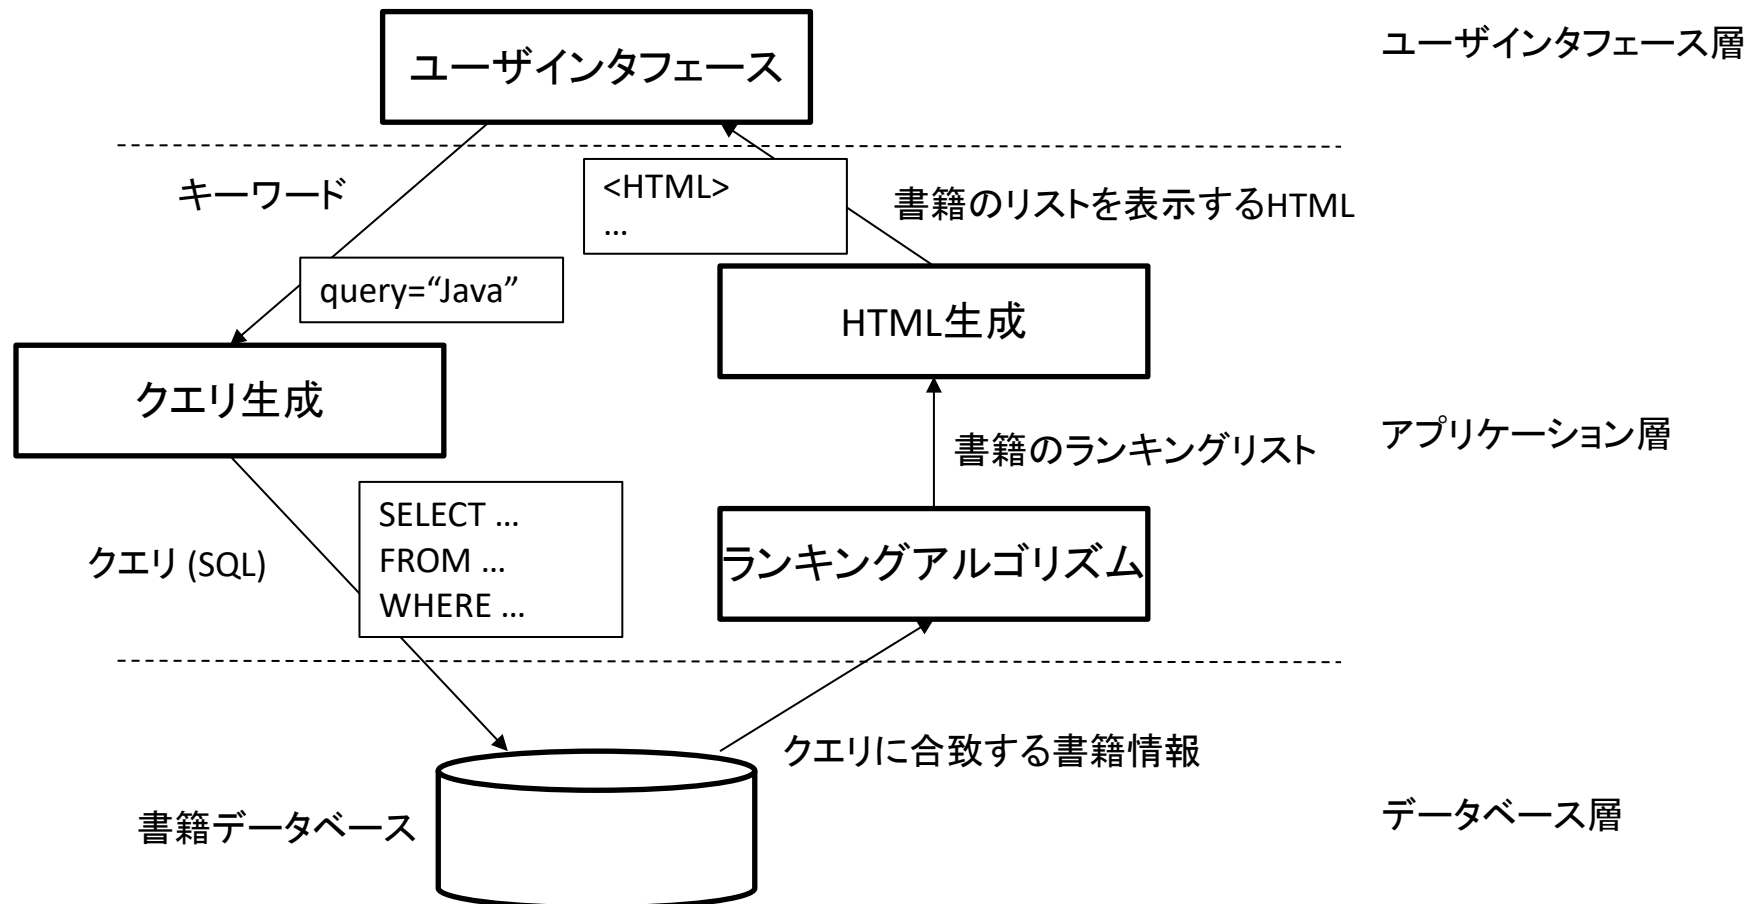 ユーザインタフェース
ユーザインタフェース層
キーワード
<HTML>
…
書籍のリストを表示するHTML
query=“Java”
HTML生成
クエリ生成
アプリケーション層
書籍のランキングリスト
クエリ (SQL)
SELECT …
FROM …
WHERE …
ランキングアルゴリズム
クエリに合致する書籍情報
書籍データベース
データベース層